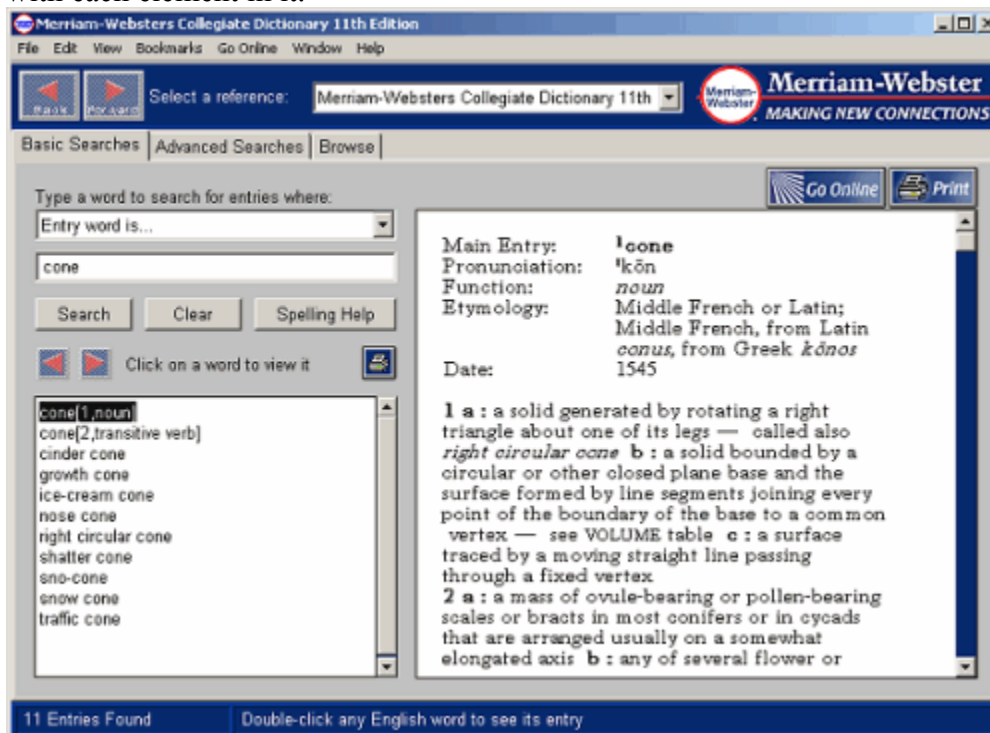 with each element in it.
Merriam-Websters Collegiate Dictionary 11th Edition
File Edit View Bookmarks Go Online Window Help
Back Forward Select a reference: Merriam-Websters Collegiate Dictionary 11th Merriam-Webster Merriam-Webster
MAKING NEW CONNECTIONS
Basic Searches Advanced Searches Browse
Go Online Print
Type a word to search for entries where:
Entry word is...
cone
Search Clear Spelling Help
Click on a word to view it
cone[1,noun]
cone[2,transitive verb]
cinder cone
growth cone
ice-cream cone
nose cone
right circular cone
shatter cone
sno-cone
snow cone
traffic cone
Main Entry: ¹cone
Pronunciation: 'kōn
Function: noun
Etymology: Middle French or Latin;
Middle French, from Latin
conus, from Greek kōnos
Date: 1545
1 a : a solid generated by rotating a right
triangle about one of its legs — called also
right circular cone b : a solid bounded by a
circular or other closed plane base and the
surface formed by line segments joining every
point of the boundary of the base to a common
vertex — see VOLUME table c : a surface
traced by a moving straight line passing
through a fixed vertex
2 a : a mass of ovule-bearing or pollen-bearing
scales or bracts in most conifers or in cycads
that are arranged usually on a somewhat
elongated axis b : any of several flower or
11 Entries Found Double-click any English word to see its entry